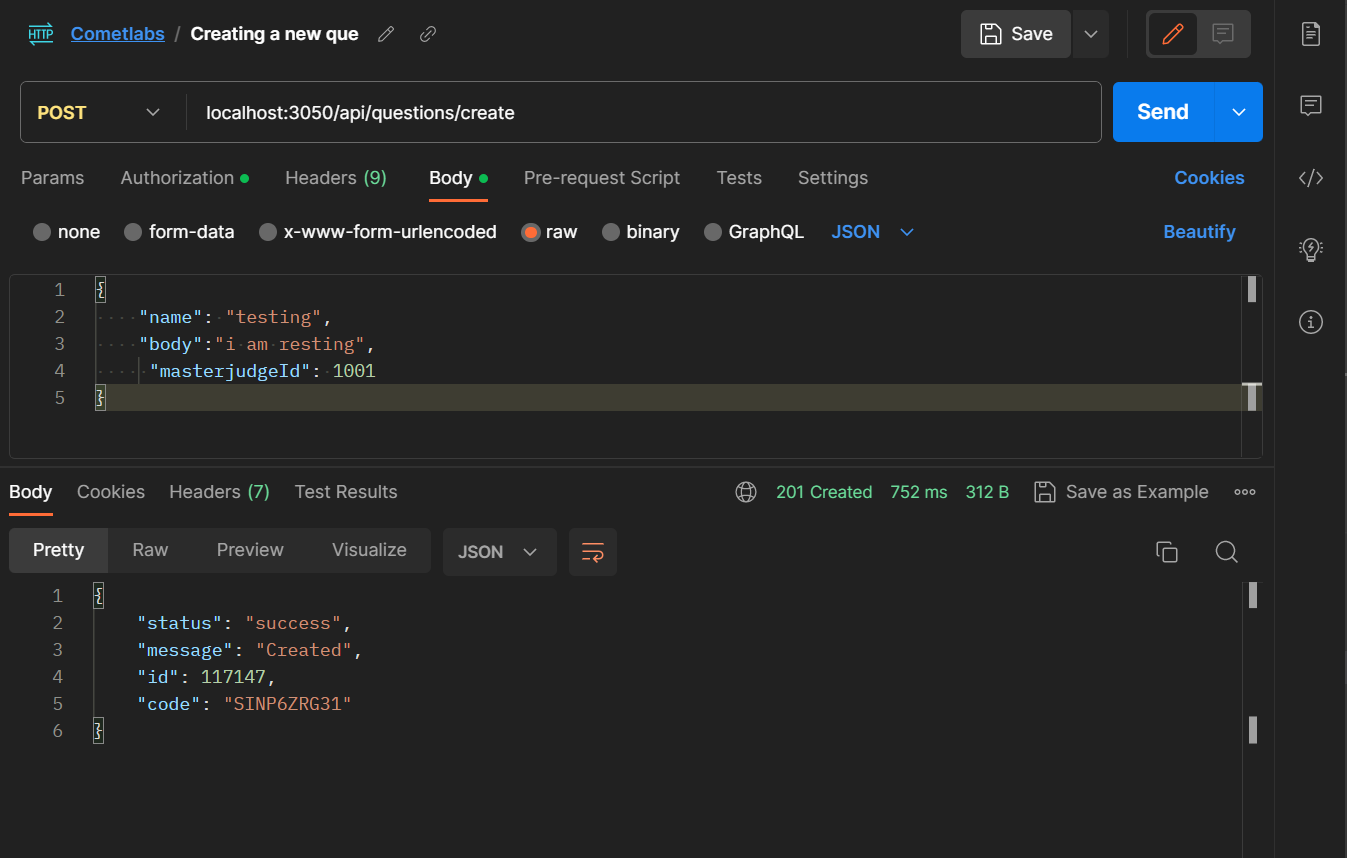 HTTP Cometlabs / Creating a new que Save
POST localhost:3050/api/questions/create Send
Params Authorization Headers (9) Body Pre-request Script Tests Settings Cookies
none form-data x-www-form-urlencoded raw binary GraphQL JSON Beautify
1 {
2 "name": "testing",
3 "body":"i am resting",
4 "masterjudgeId": 1001
5 }
Body Cookies Headers (7) Test Results 201 Created 752 ms 312 B Save as Example
Pretty Raw Preview Visualize JSON
1 {
2 "status": "success",
3 "message": "Created",
4 "id": 117147,
5 "code": "SINP6ZRG31"
6 }